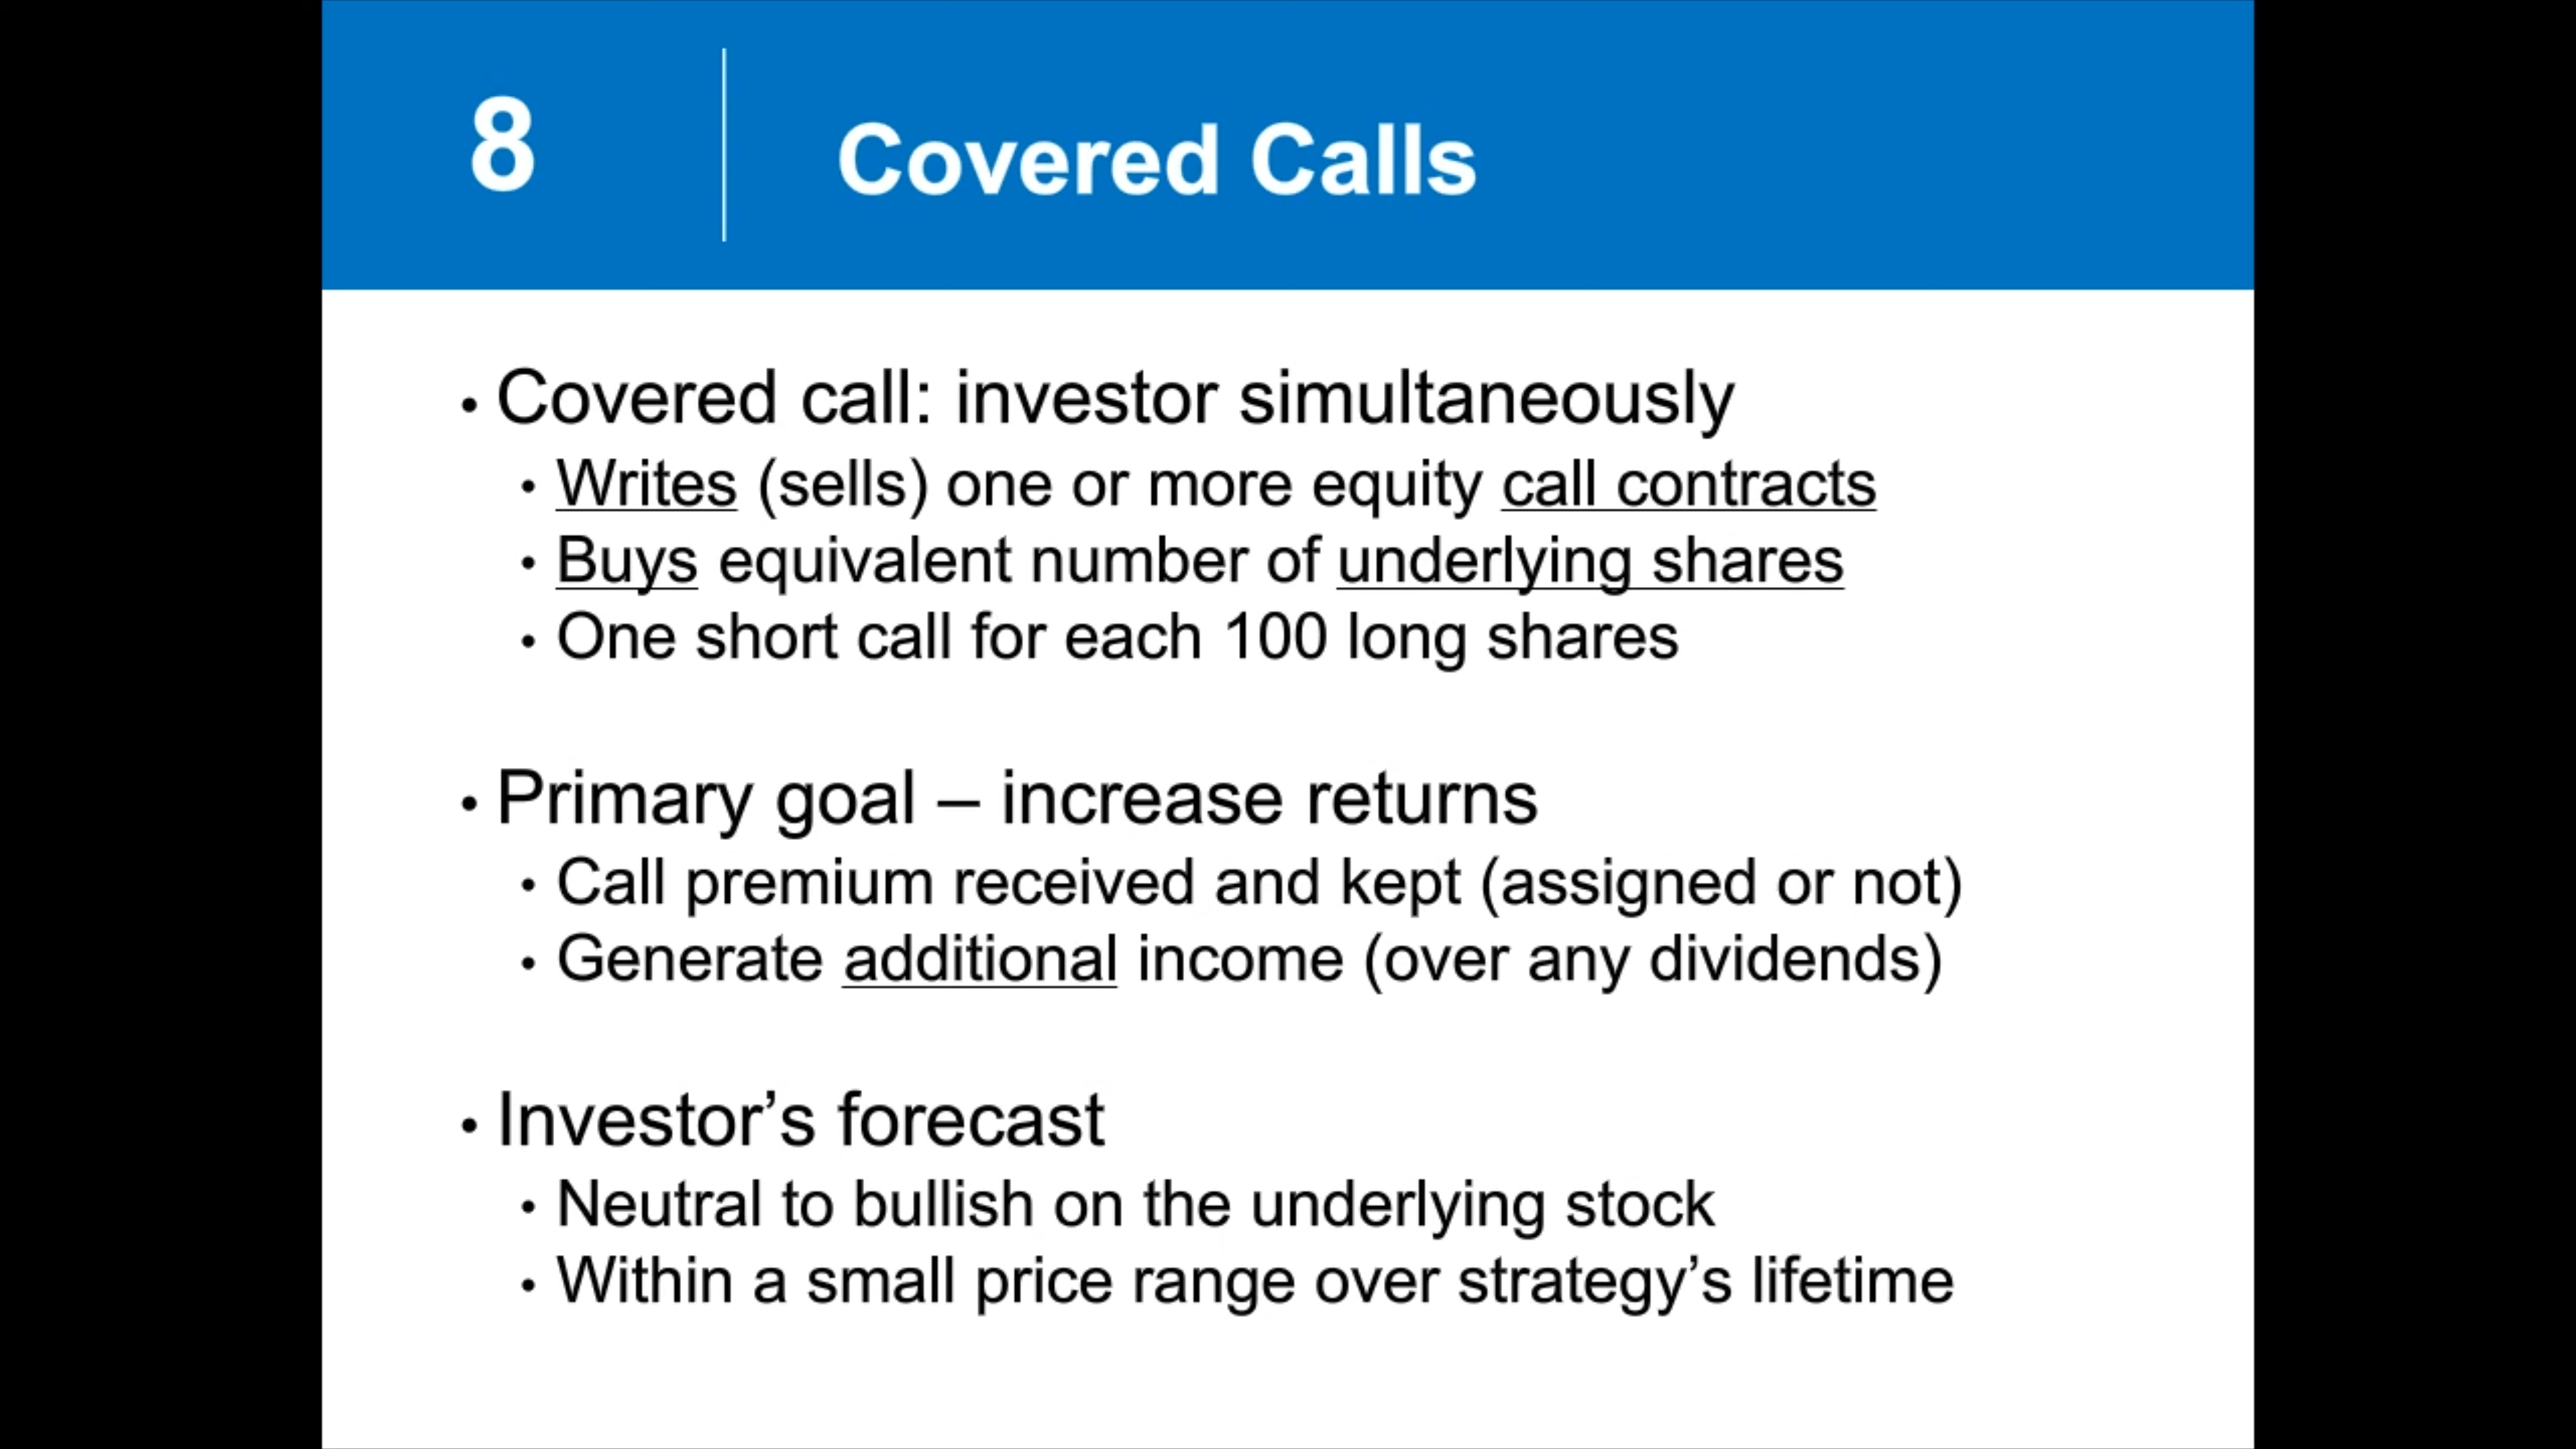 8
Covered Calls
• Covered call: investor simultaneously
• Writes (sells) one or more equity call contracts
• Buys equivalent number of underlying shares
• One short call for each 100 long shares
• Primary goal – increase returns
• Call premium received and kept (assigned or not)
• Generate additional income (over any dividends)
• Investor’s forecast
• Neutral to bullish on the underlying stock
• Within a small price range over strategy’s lifetime